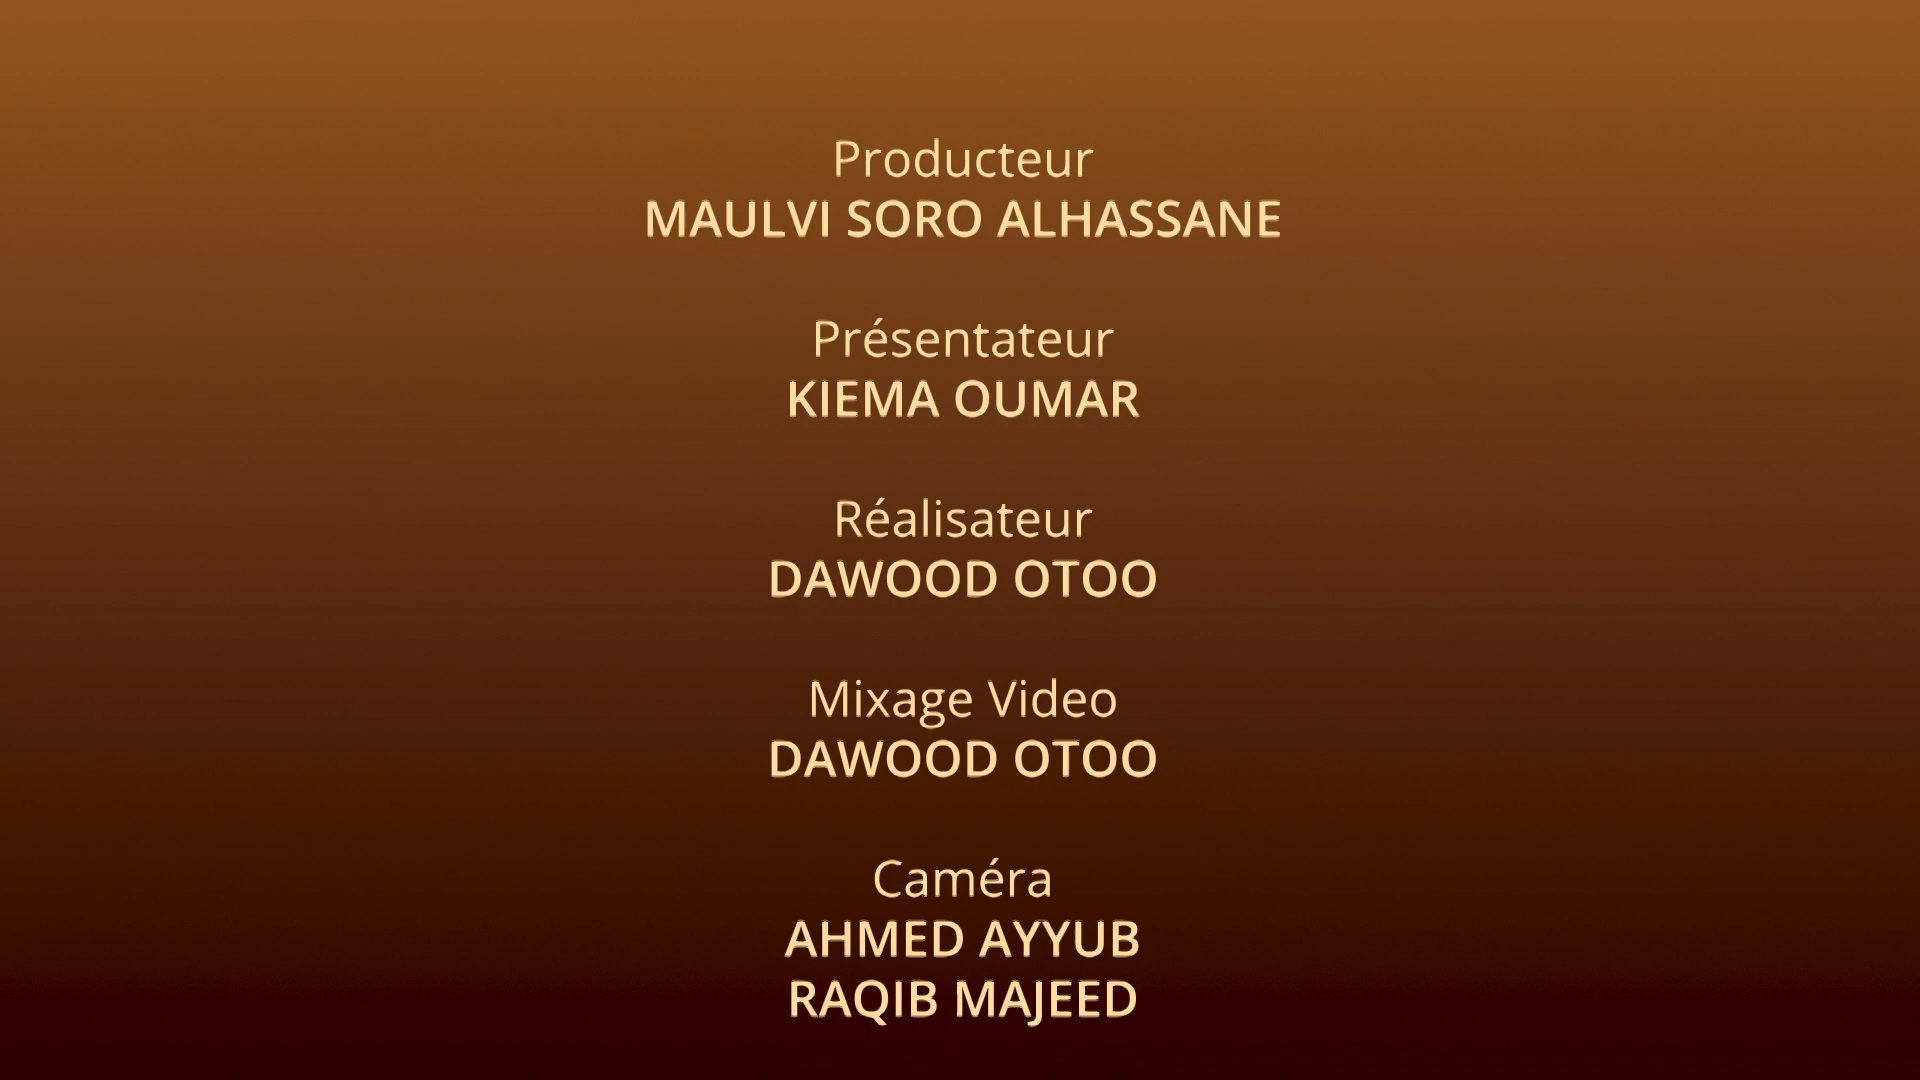 Producteur
MAULVI SORO ALHASSANE
Présentateur
KIEMA OUMAR
Réalisateur
DAWOOD OTOO
Mixage Video
DAWOOD OTOO
Caméra
AHMED AYYUB
RAQIB MAJEED